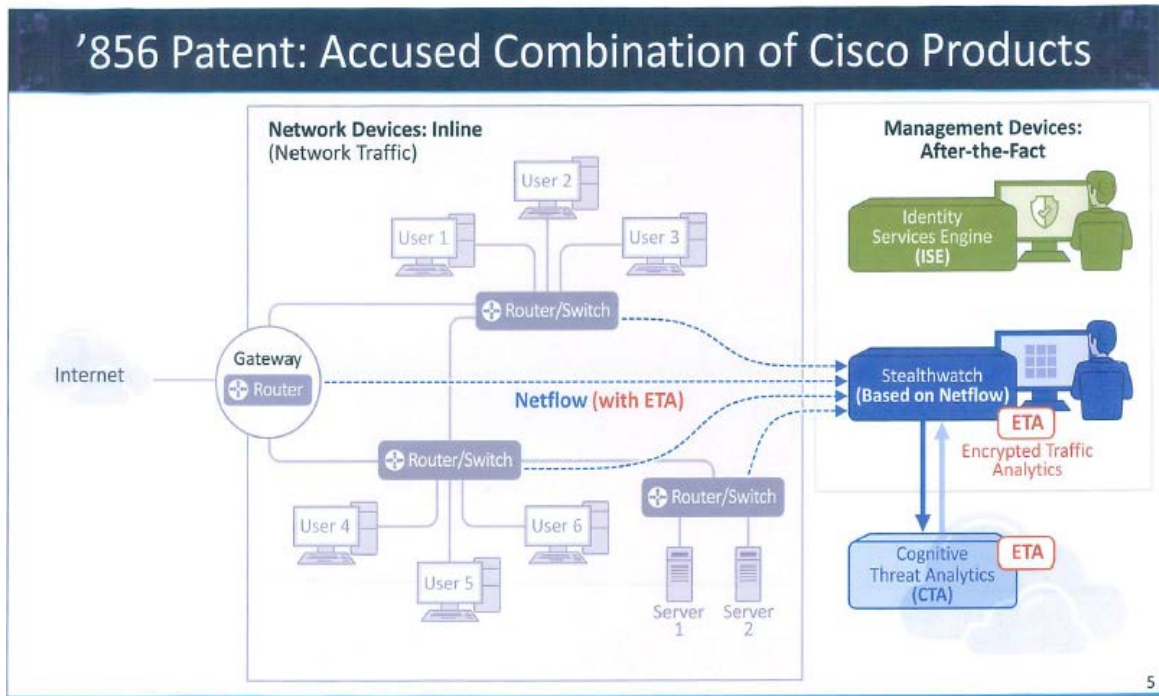 ’856 Patent: Accused Combination of Cisco Products
Network Devices: Inline
(Network Traffic)
User 2
User 1
User 3
Router/Switch
Internet
Gateway
Router
Netflow (with ETA)
Router/Switch
Router/Switch
User 4
User 6
User 5
Server
1
Server
2
Management Devices:
After-the-Fact
Identity
Services Engine
(ISE)
Stealthwatch
(Based on Netflow)
ETA
Encrypted Traffic
Analytics
Cognitive
Threat Analytics
(CTA)
ETA
5